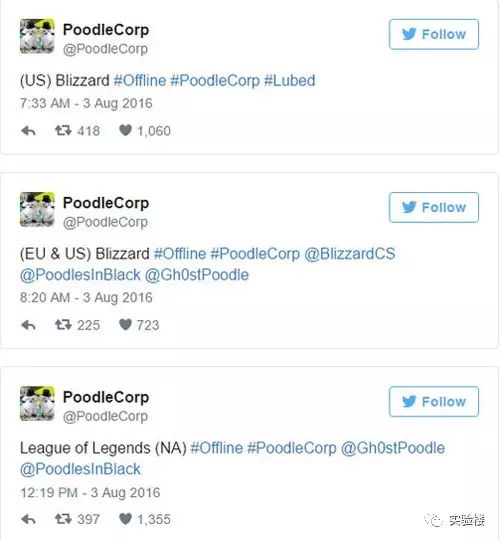 PoodleCorp
@PoodleCorp
Follow
(US) Blizzard #Offline #PoodleCorp #Lubed
7:33 AM - 3 Aug 2016
418 1,060
PoodleCorp
@PoodleCorp
Follow
(EU & US) Blizzard #Offline #PoodleCorp @BlizzardCS
@PoodlesInBlack @Gh0stPoodle
8:20 AM - 3 Aug 2016
225 723
PoodleCorp
@PoodleCorp
Follow
League of Legends (NA) #Offline #PoodleCorp @Gh0stPoodle
@PoodlesInBlack
12:19 PM - 3 Aug 2016
397 1,355
实验楼